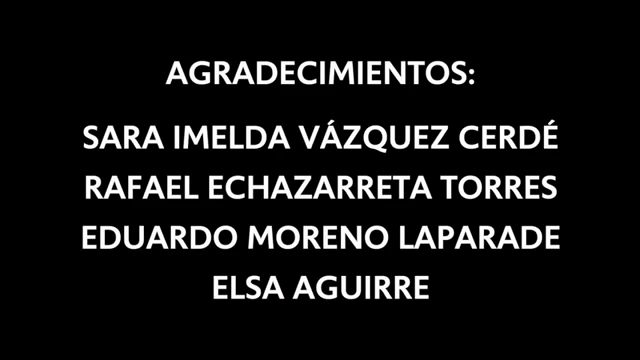 AGRADECIMIENTOS:
SARA IMELDA VÁZQUEZ CERDÉ
RAFAEL ECHAZARRETA TORRES
EDUARDO MORENO LAPARADE
ELSA AGUIRRE